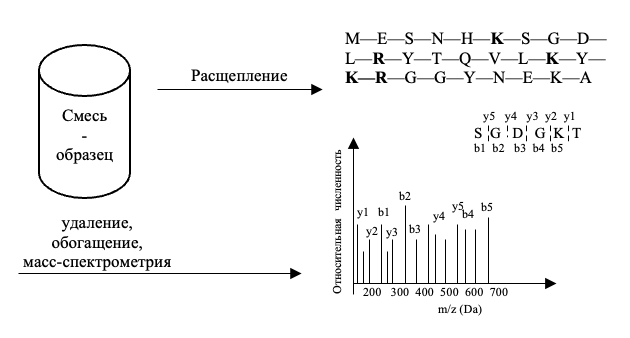 Смесь
-
образец
Расщепление
M—E—S—N—H—K—S—G—D—
L—R—Y—T—Q—V—L—K—Y—
K—R—G—G—Y—N—E—K—A
y5 y4 y3 y2 y1
S¦G¦D¦G¦K¦T
b1 b2 b3 b4 b5
удаление,
обогащение,
масс-спектрометрия
Относительная численность
y1 y2 b1 y3 b2 b3 y4 y5 b4 b5
200 300 400 500 600 700
m/z (Da)